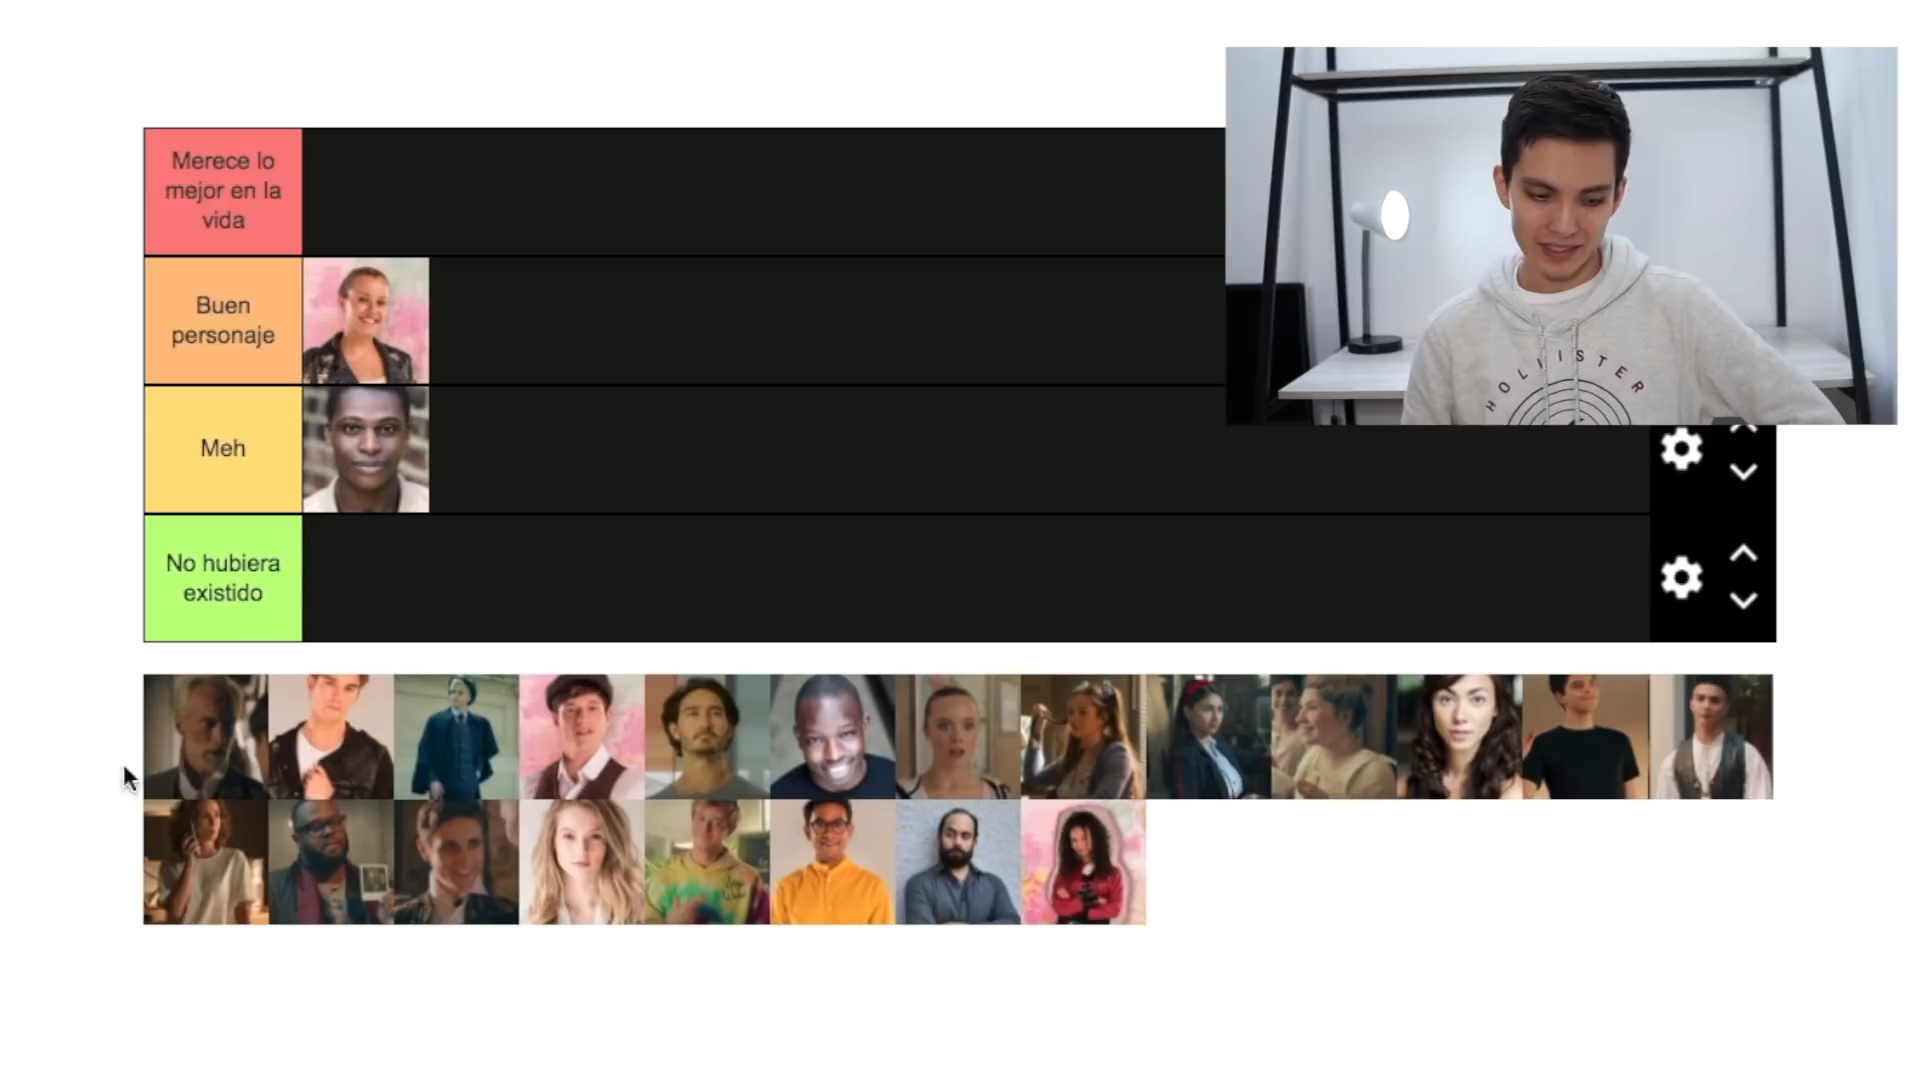 Merece lo
mejor en la
vida
Buen
personaje
Meh
No hubiera
existido
HOLLISTER